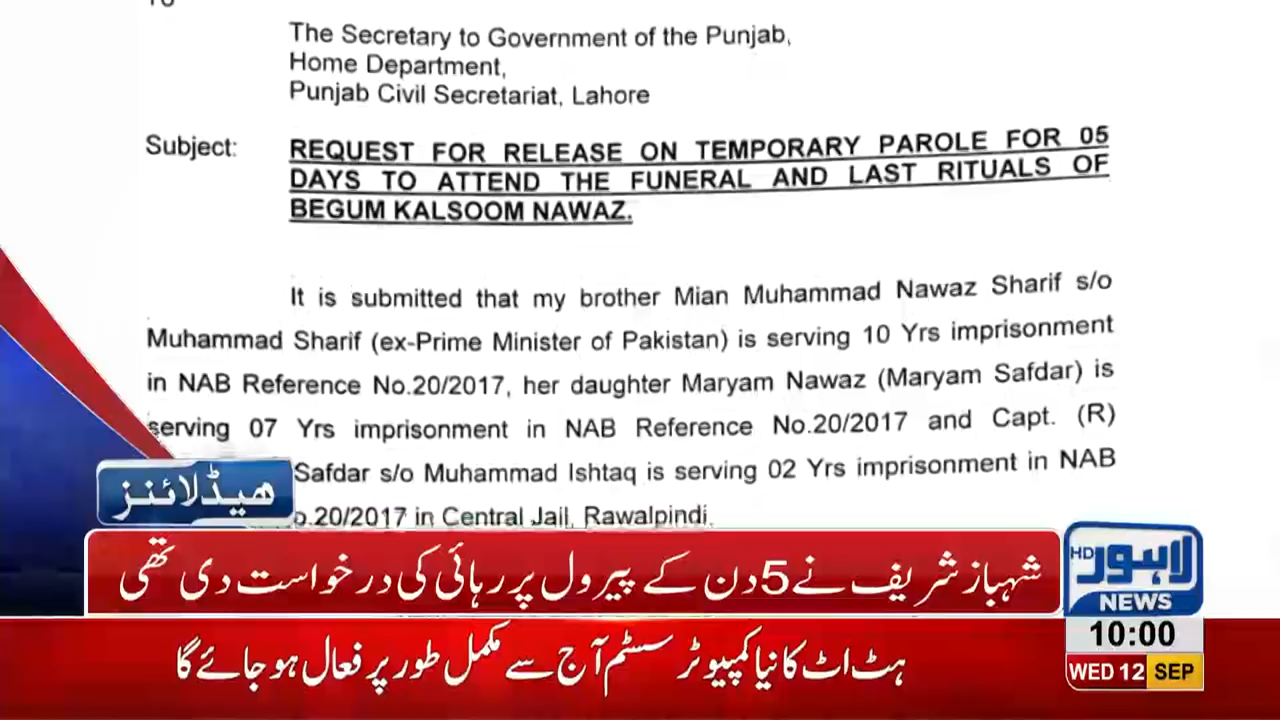 The Secretary to Government of the Punjab,
Home Department,
Punjab Civil Secretariat, Lahore
Subject: REQUEST FOR RELEASE ON TEMPORARY PAROLE FOR 05
DAYS TO ATTEND THE FUNERAL AND LAST RITUALS OF
BEGUM KALSOOM NAWAZ.
It is submitted that my brother Mian Muhammad Nawaz Sharif s/o
Muhammad Sharif (ex-Prime Minister of Pakistan) is serving 10 Yrs imprisonment
in NAB Reference No.20/2017, her daughter Maryam Nawaz (Maryam Safdar) is
serving 07 Yrs imprisonment in NAB Reference No.20/2017 and Capt. (R)
Safdar s/o Muhammad Ishtaq is serving 02 Yrs imprisonment in NAB
o.20/2017 in Central Jail, Rawalpindi.
ھیڈلائنز
شہباز شریف نے 5 دن کے پیرول پر رہائی کی درخواست دی تھی
لاہور HD
NEWS
10:00
WED 12 SEP
ہٹ اٹ کا نیا کمپیوٹر سسٹم آج سے مکمل طور پر فعال ہو جائے گا